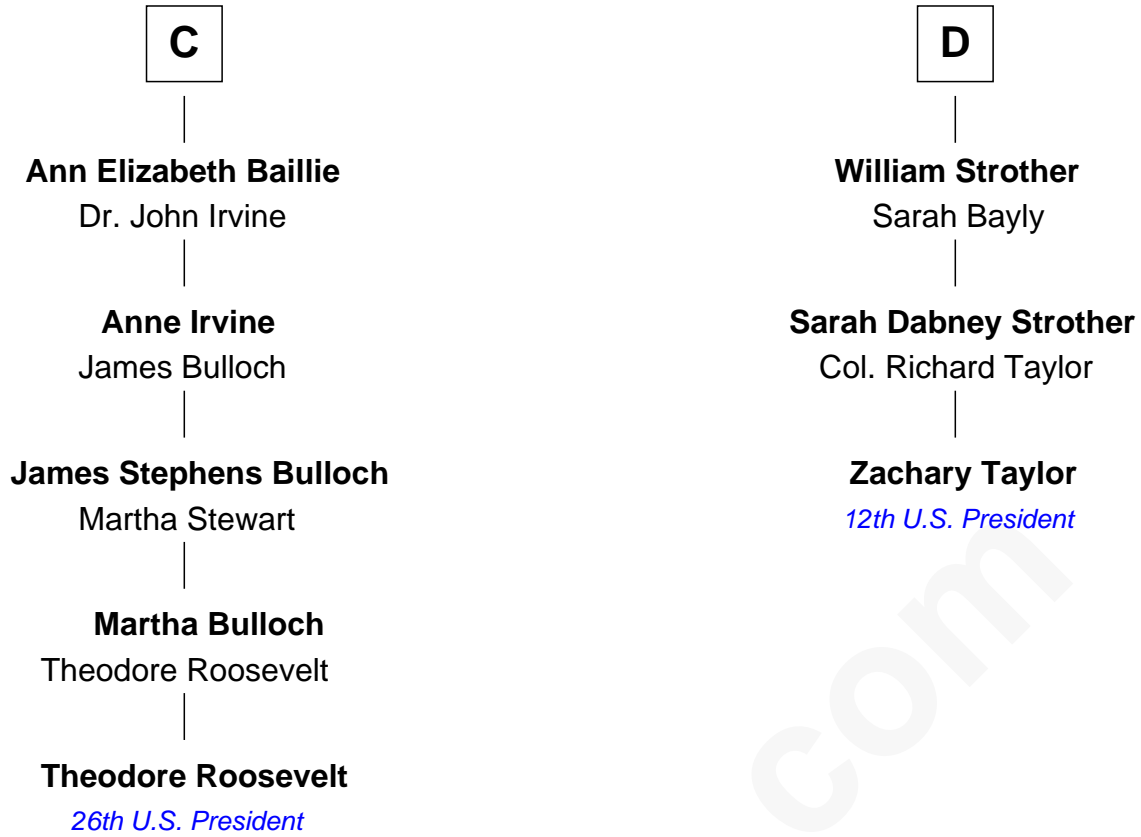 C
Ann Elizabeth Baillie
Dr. John Irvine
Anne Irvine
James Bulloch
James Stephens Bulloch
Martha Stewart
Martha Bulloch
Theodore Roosevelt
Theodore Roosevelt
26th U.S. President
D
William Strother
Sarah Bayly
Sarah Dabney Strother
Col. Richard Taylor
Zachary Taylor
12th U.S. President
com